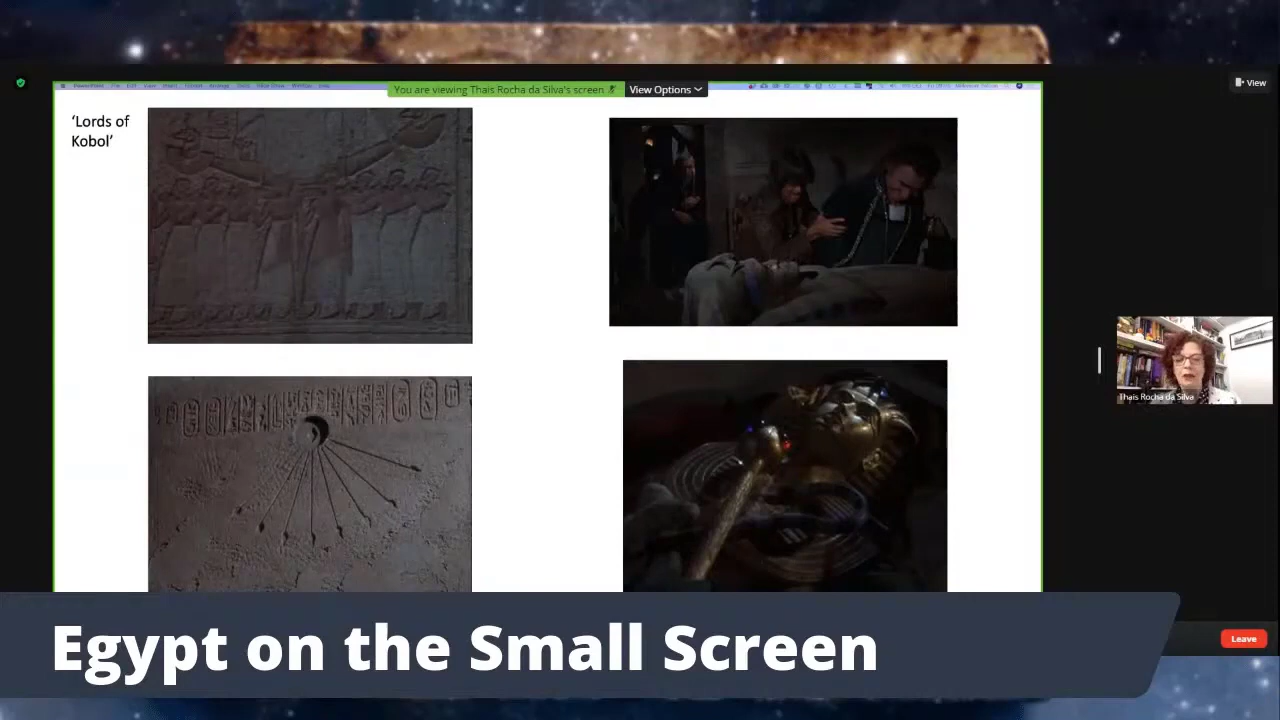 You are viewing Thais Rocha da Silva's screen
View Options
View
'Lords of
Kobol'
Thais Rocha da Silva
Leave
Egypt on the Small Screen